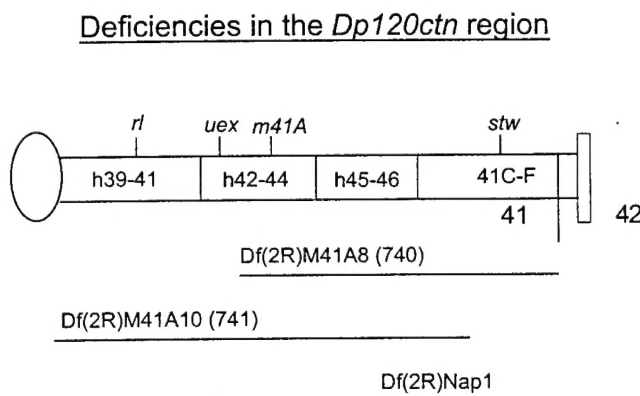 Deficiencies in the Dp120ctn region
rl uex m41A stw
h39-41 h42-44 h45-46 41C-F
41 42
Df(2R)M41A8 (740)
Df(2R)M41A10 (741)
Df(2R)Nap1